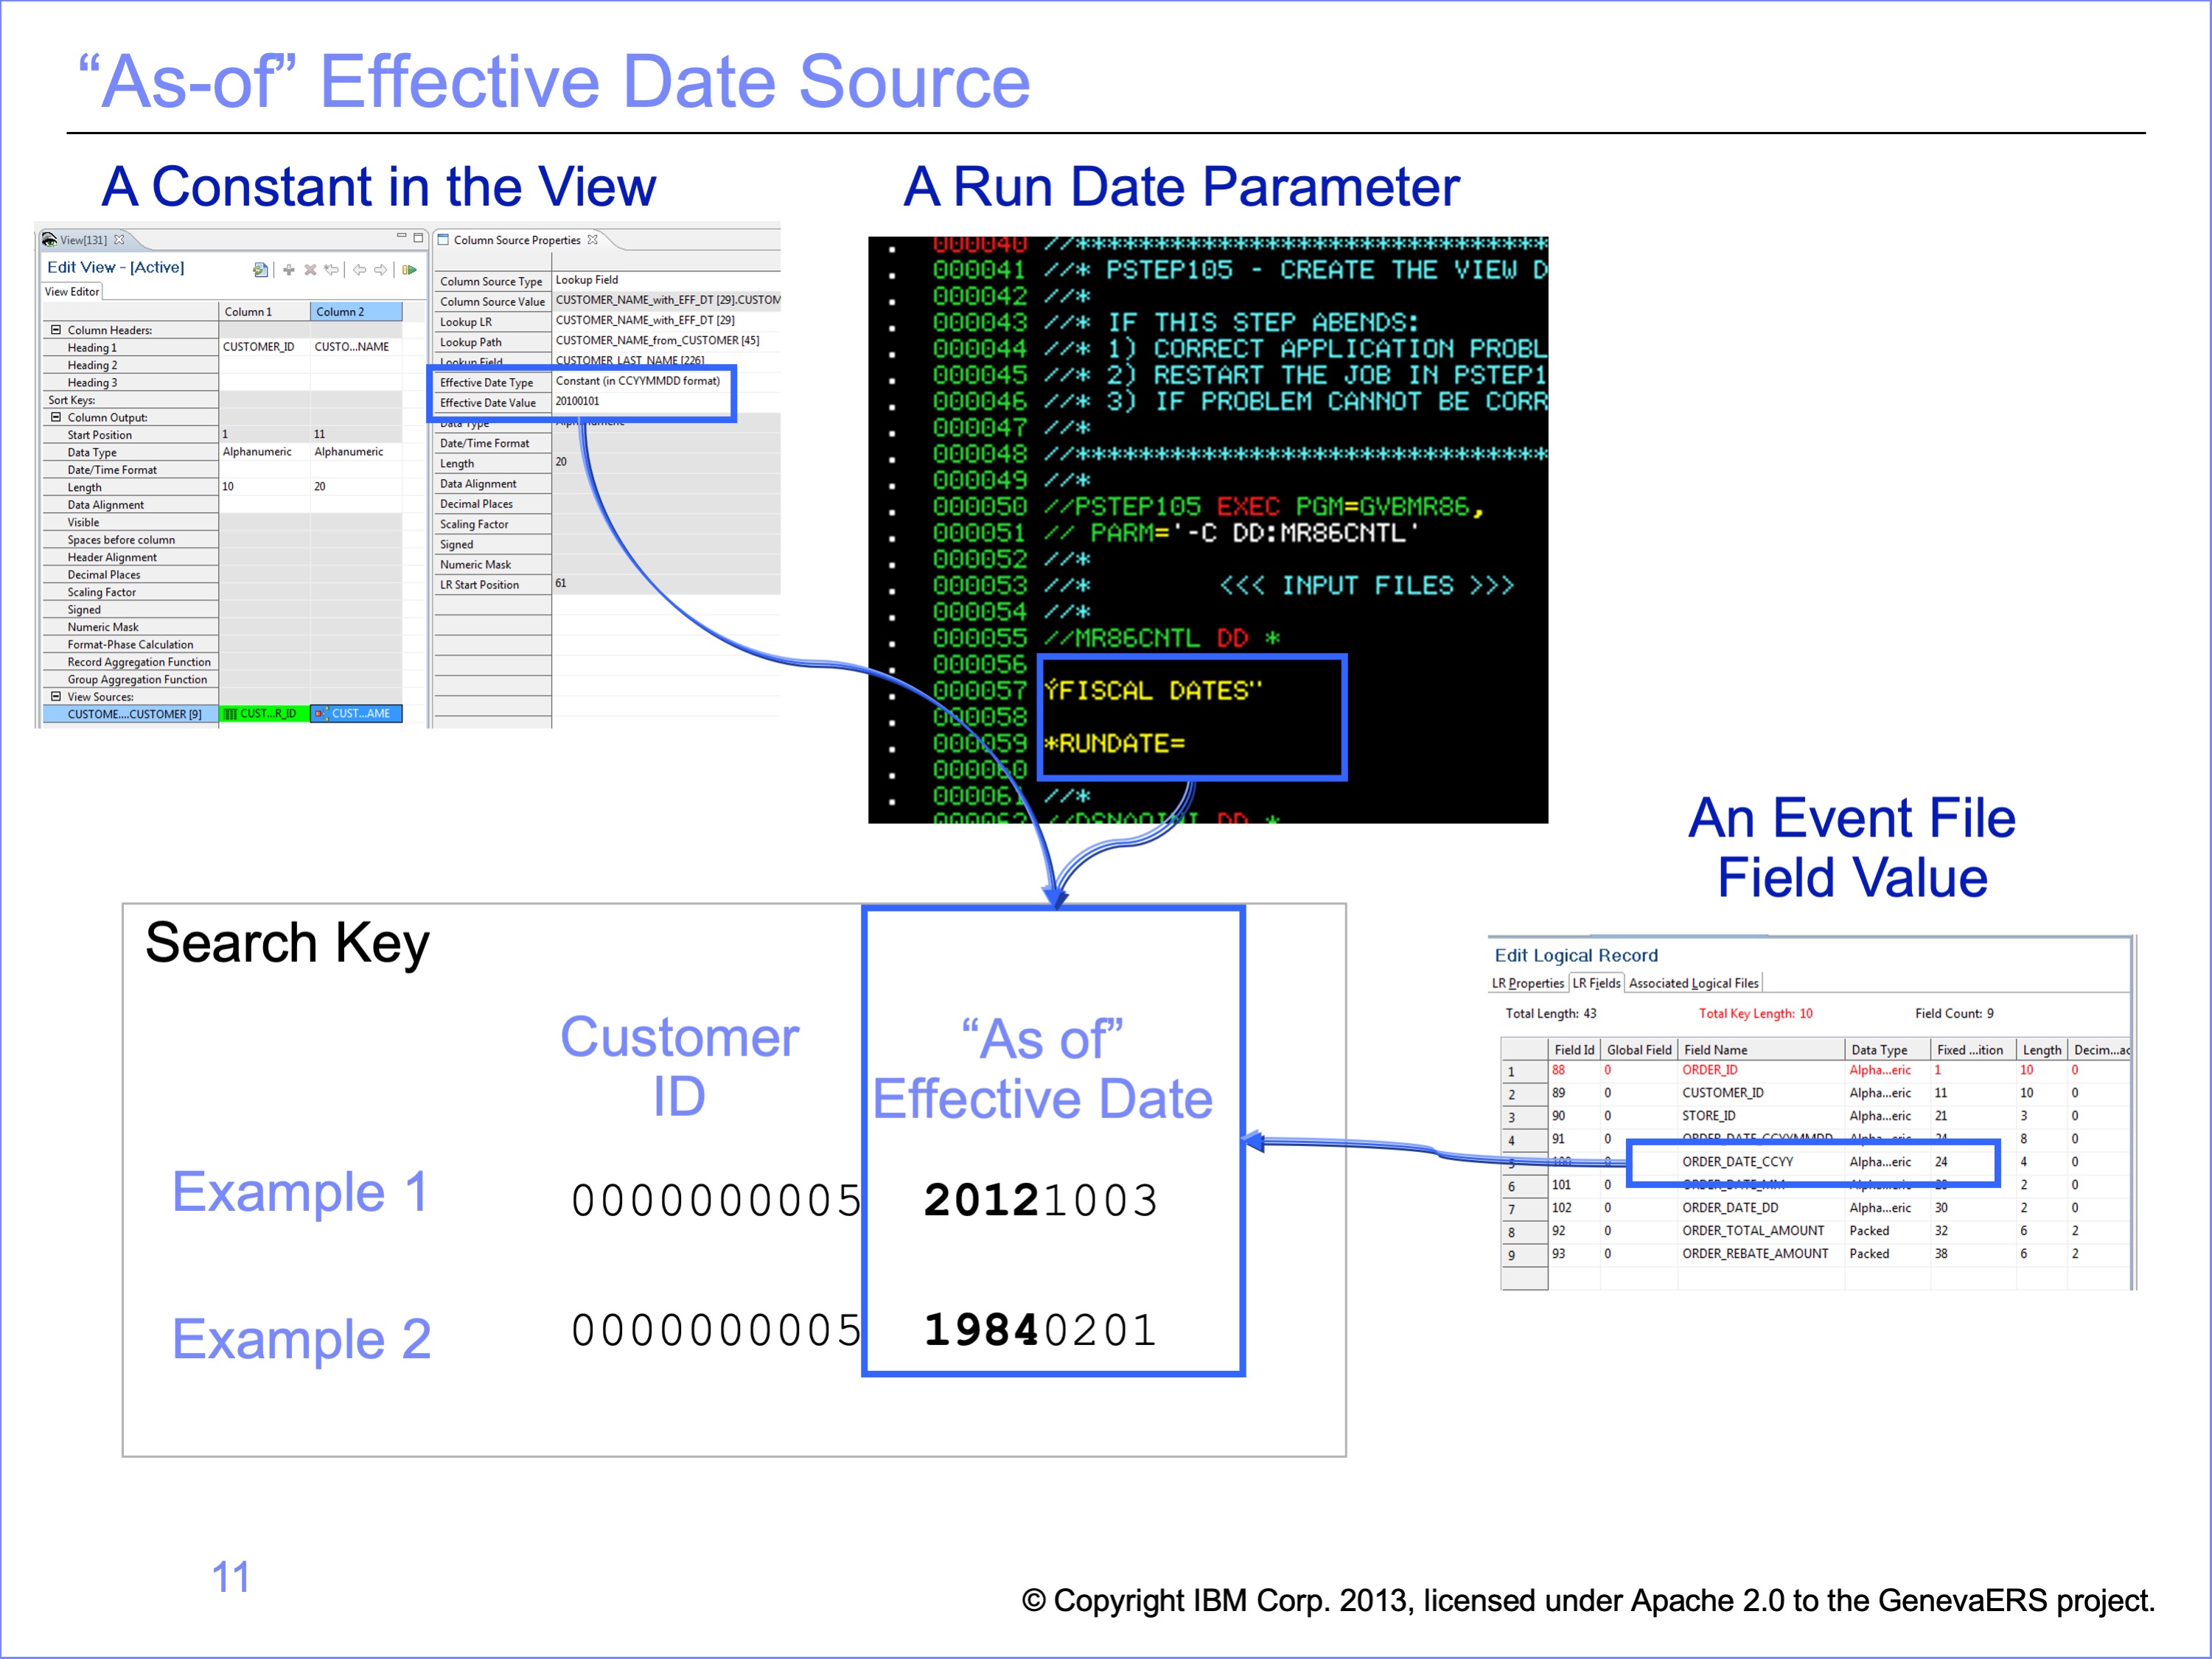 “As-of” Effective Date Source
A Constant in the View
View[131]
Edit View - [Active]
View Editor
Column 1 Column 2
Column Headers:
Heading 1 CUSTOMER_ID CUSTO...NAME
Heading 2
Heading 3
Sort Keys:
Column Output:
Start Position 1 11
Data Type Alphanumeric Alphanumeric
Date/Time Format
Length 10 20
Data Alignment
Visible
Spaces before column
Header Alignment
Decimal Places
Scaling Factor
Signed
Numeric Mask
Format-Phase Calculation
Record Aggregation Function
Group Aggregation Function
View Sources:
CUSTOME....CUSTOMER [9] CUST...R_ID CUST...AME
Column Source Properties
Column Source Type Lookup Field
Column Source Value CUSTOMER_NAME_with_EFF_DT [29].CUSTOM
Lookup LR CUSTOMER_NAME_with_EFF_DT [29]
Lookup Path CUSTOMER_NAME_from_CUSTOMER [45]
Lookup Field CUSTOMER_LAST_NAME [226]
Effective Date Type Constant (in CCYYMMDD format)
Effective Date Value 20100101
Data Type Alphanumeric
Date/Time Format
Length 20
Data Alignment
Decimal Places
Scaling Factor
Signed
Numeric Mask
LR Start Position 61
A Run Date Parameter
000040 //*******************************
000041 //* PSTEP105 - CREATE THE VIEW D
000042 //*
000043 //* IF THIS STEP ABENDS:
000044 //* 1) CORRECT APPLICATION PROBL
000045 //* 2) RESTART THE JOB IN PSTEP1
000046 //* 3) IF PROBLEM CANNOT BE CORR
000047 //*
000048 //*******************************
000049 //*
000050 //PSTEP105 EXEC PGM=GVBMR86,
000051 // PARM='-C DD:MR86CNTL'
000052 //*
000053 //* <<< INPUT FILES >>>
000054 //*
000055 //MR86CNTL DD *
000056
000057 ÝFISCAL DATES¨
000058
000059 *RUNDATE=
000060
000061 //*
000062 //DSNAOINI DD *
An Event File
Field Value
Edit Logical Record
LR Properties LR Fields Associated Logical Files
Total Length: 43 Total Key Length: 10 Field Count: 9
Field Id Global Field Field Name Data Type Fixed ...ition Length Decim...ac
1 88 0 ORDER_ID Alpha...eric 1 10 0
2 89 0 CUSTOMER_ID Alpha...eric 11 10 0
3 90 0 STORE_ID Alpha...eric 21 3 0
4 91 0 ORDER_DATE_CCYYMMDD Alpha...eric 24 8 0
5 100 0 ORDER_DATE_CCYY Alpha...eric 24 4 0
6 101 0 ORDER_DATE_MM Alpha...eric 28 2 0
7 102 0 ORDER_DATE_DD Alpha...eric 30 2 0
8 92 0 ORDER_TOTAL_AMOUNT Packed 32 6 2
9 93 0 ORDER_REBATE_AMOUNT Packed 38 6 2
Search Key
Customer
ID
“As of”
Effective Date
Example 1 0000000005 20121003
Example 2 0000000005 19840201
11
© Copyright IBM Corp. 2013, licensed under Apache 2.0 to the GenevaERS project.